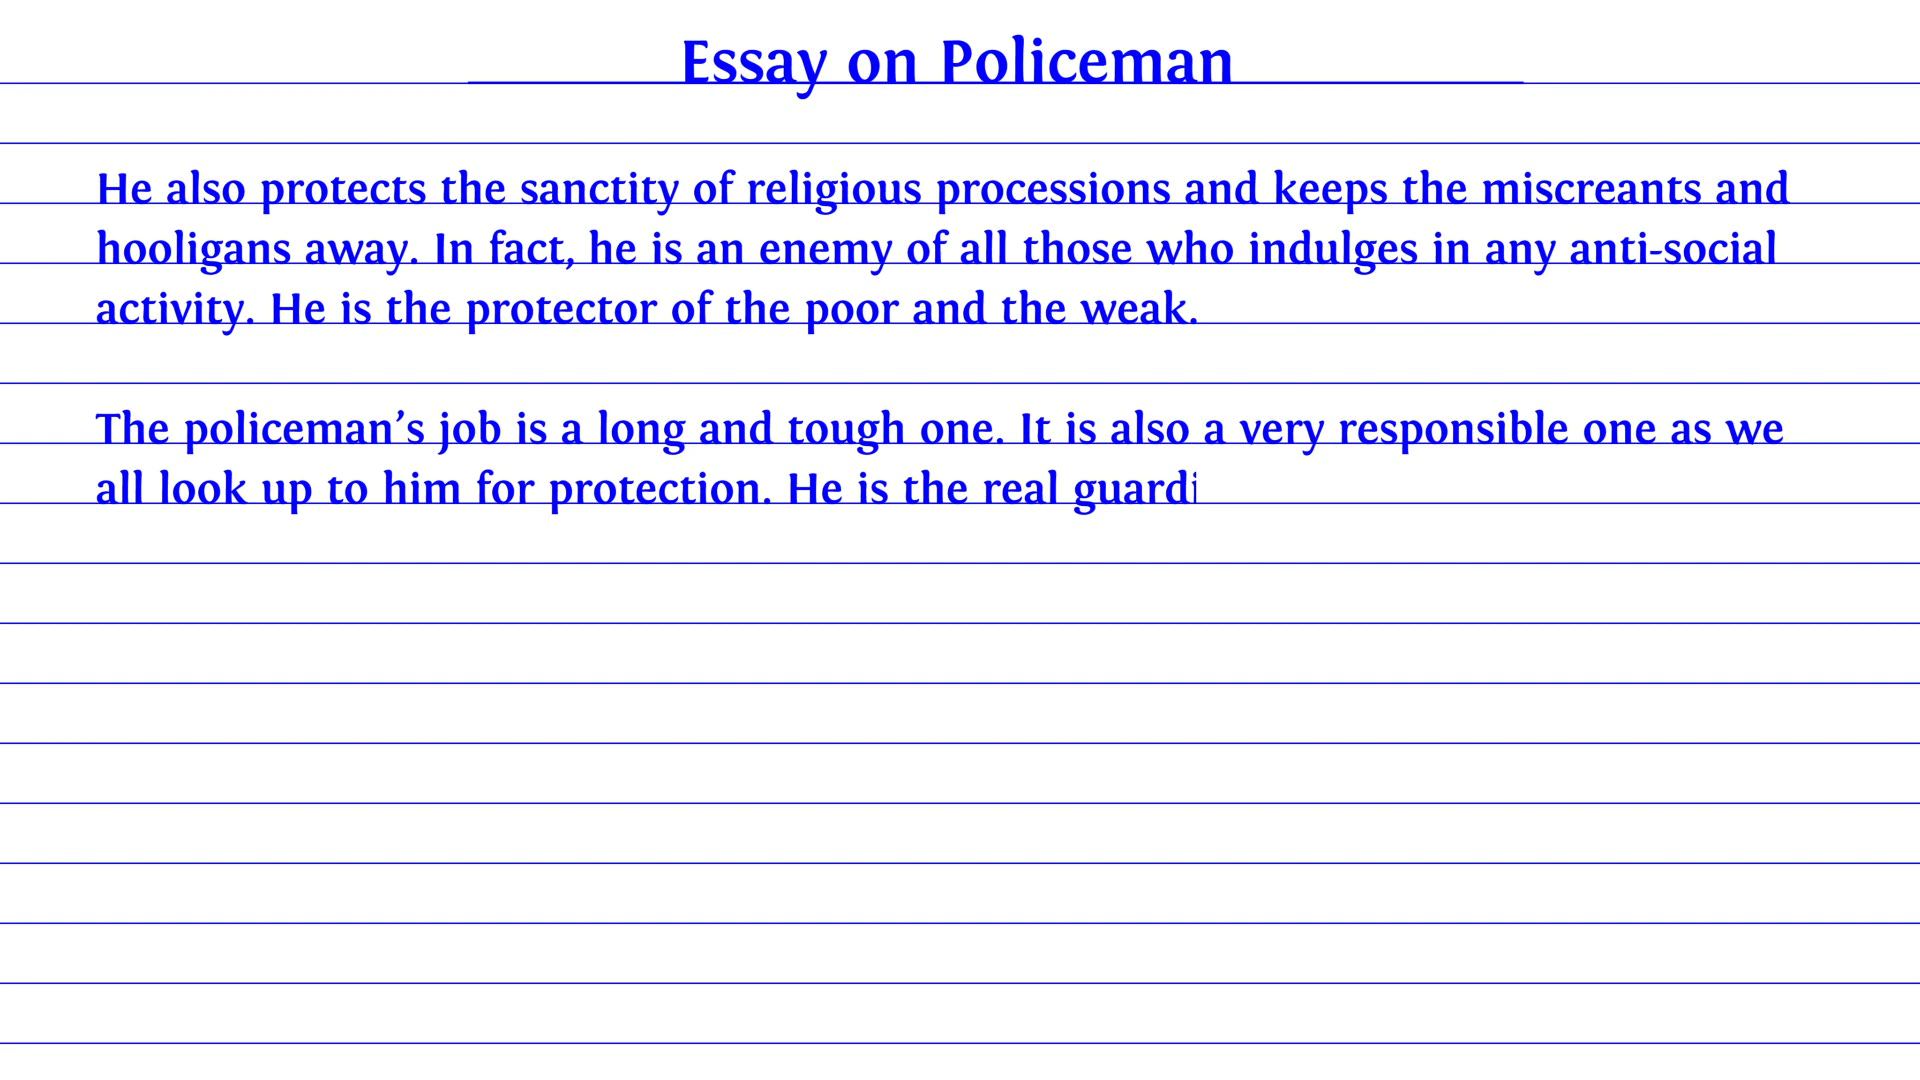 Essay on Policeman
He also protects the sanctity of religious processions and keeps the miscreants and
hooligans away. In fact, he is an enemy of all those who indulges in any anti-social
activity. He is the protector of the poor and the weak.
The policeman’s job is a long and tough one. It is also a very responsible one as we
all look up to him for protection. He is the real guardi